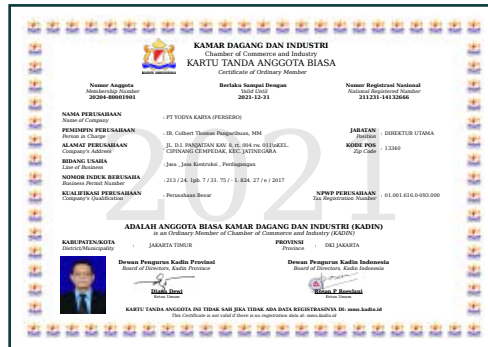 KAMAR DAGANG DAN INDUSTRI
Chamber of Commerce and Industry
KARTU TANDA ANGGOTA BIASA
Certificate of Ordinary Member
Nomor Anggota
Membership Number
20204-80001901
Berlaku Sampai Dengan
Valid Until
2021-12-31
Nomor Registrasi Nasional
National Registered Number
211231-14132666
2021
NAMA PERUSAHAAN
Name of Company
: PT YODYA KARYA (PERSERO)
PEMIMPIN PERUSAHAAN
Person in Charge
: IR. Colbert Thomas Pangaribuan, MM
JABATAN
Position
: DIREKTUR UTAMA
ALAMAT PERUSAHAAN
Company's Address
: JL. D.I. PANJAITAN KAV. 8, rt. 004 rw. 011\nKEL.
CIPINANG CEMPEDAK, KEC. JATINEGARA
KODE POS
Zip Code
: 13340
BIDANG USAHA
Line of Business
: Jasa , Jasa Kontruksi , Perdagangan
NOMOR INDUK BERUSAHA
Business Permit Number
: 213 / 24. 1pb. 7 / 31. 75 / - 1. 824. 27 / e / 2017
KUALIFIKASI PERUSAHAAN
Company's Qualification
: Perusahaan Besar
NPWP PERUSAHAAN
Tax Registration Number
: 01.001.616.0-093.000
ADALAH ANGGOTA BIASA KAMAR DAGANG DAN INDUSTRI (KADIN)
is an Ordinary Member of Chamber of Commerce and Industry (KADIN)
KABUPATEN/KOTA
District/Municipality
: JAKARTA TIMUR
PROVINSI
Province
: DKI JAKARTA
Dewan Pengurus Kadin Provinsi
Board of Directors, Kadin Province
Diana Dewi
Ketua Umum
Dewan Pengurus Kadin Indonesia
Board of Directors, Kadin Indonesia
Rosan P Roeslani
Ketua Umum
KARTU TANDA ANGGOTA INI TIDAK SAH JIKA TIDAK ADA DATA REGISTRASINYA DI: mms.kadin.id
This Certificate is not valid if there is no registration data at: mms.kadin.id